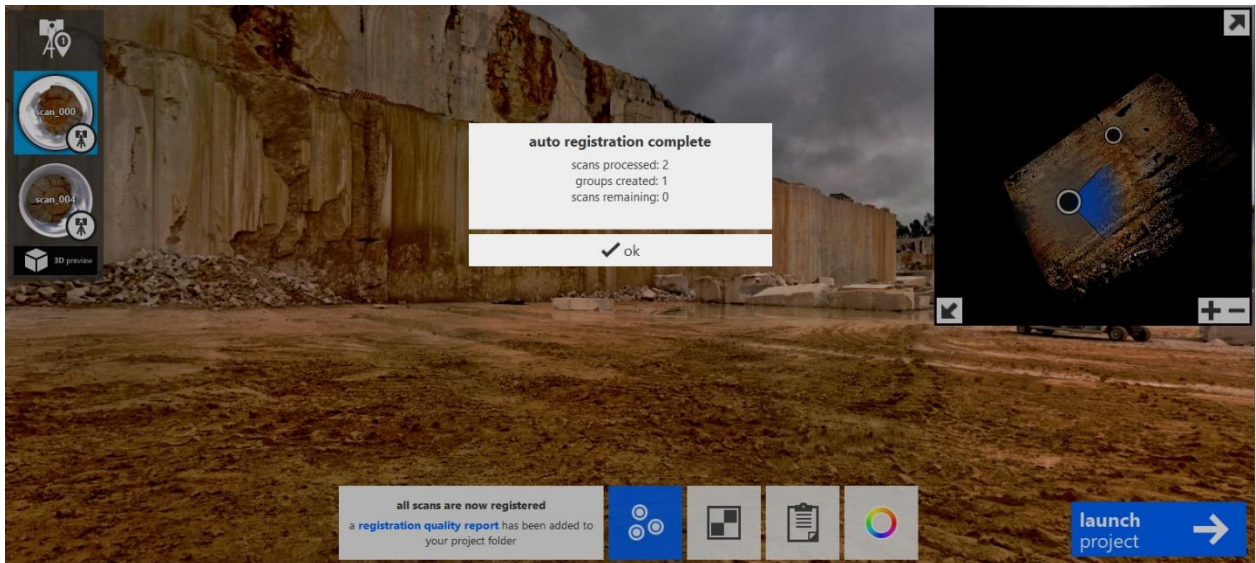 1
scan_000
scan_004
3D preview
auto registration complete
scans processed: 2
groups created: 1
scans remaining: 0
ok
all scans are now registered
a registration quality report has been added to
your project folder
launch
project